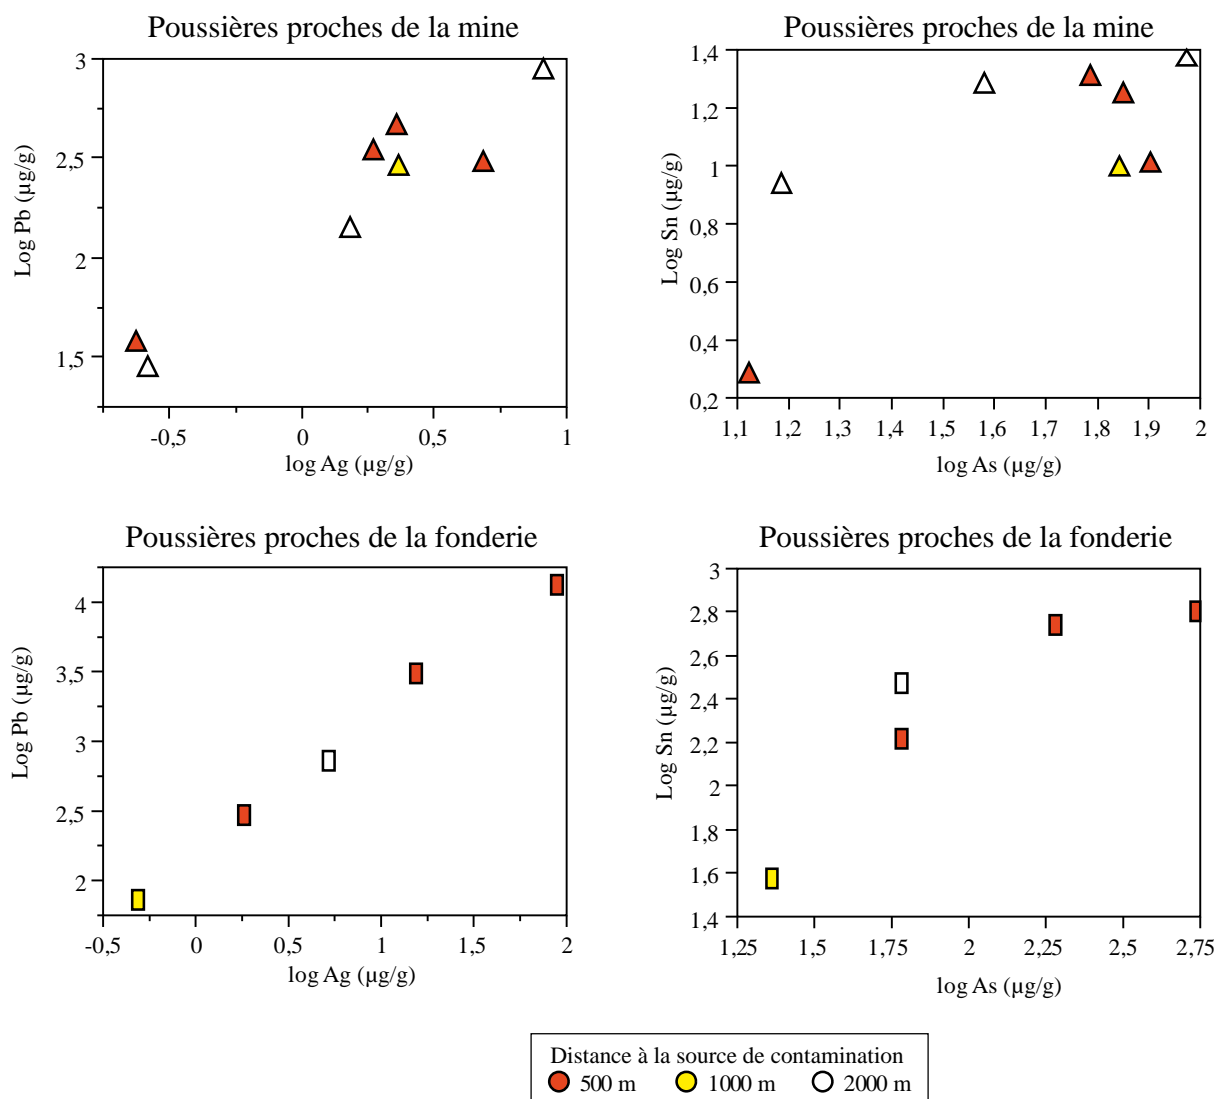 Poussières proches de la mine
Log Pb (µg/g)
3
2,5
2
1,5
-0,5 0 0,5 1
log Ag (µg/g)
Poussières proches de la mine
Log Sn (µg/g)
1,4
1,2
1
0,8
0,6
0,4
0,2
1,1 1,2 1,3 1,4 1,5 1,6 1,7 1,8 1,9 2
log As (µg/g)
Poussières proches de la fonderie
Log Pb (µg/g)
4
3,5
3
2,5
2
-0,5 0 0,5 1 1,5 2
log Ag (µg/g)
Poussières proches de la fonderie
Log Sn (µg/g)
3
2,8
2,6
2,4
2,2
2
1,8
1,6
1,4
1,25 1,5 1,75 2 2,25 2,5 2,75
log As (µg/g)
Distance à la source de contamination
500 m 1000 m 2000 m